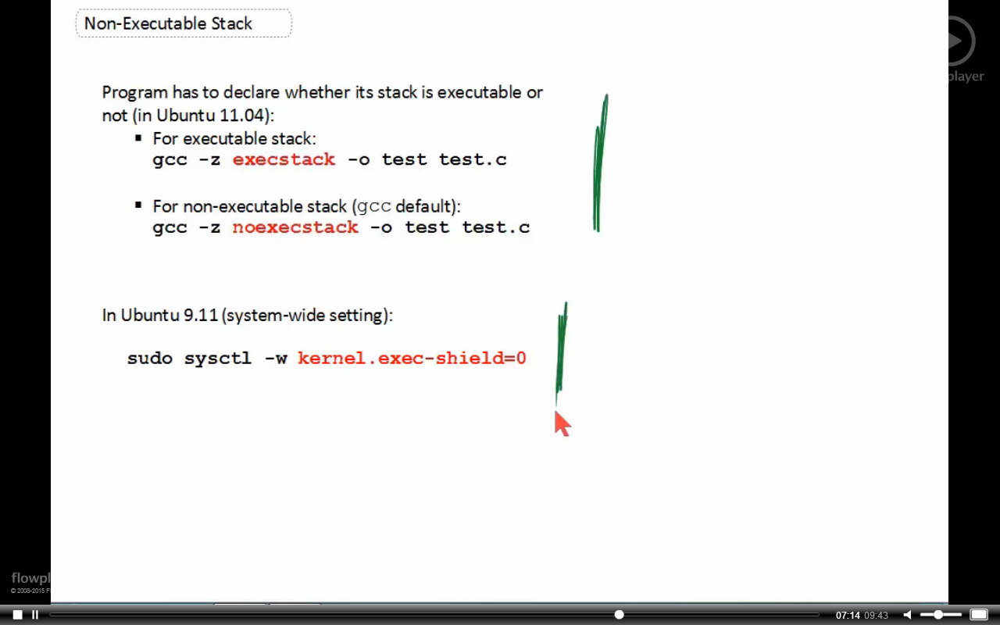 Non-Executable Stack
player
Program has to declare whether its stack is executable or
not (in Ubuntu 11.04):
▪ For executable stack:
gcc -z execstack -o test test.c
▪ For non-executable stack (gcc default):
gcc -z noexecstack -o test test.c
In Ubuntu 9.11 (system-wide setting):
sudo sysctl -w kernel.exec-shield=0
flowpl
© 2008-2015 Fl
07:14 09:43